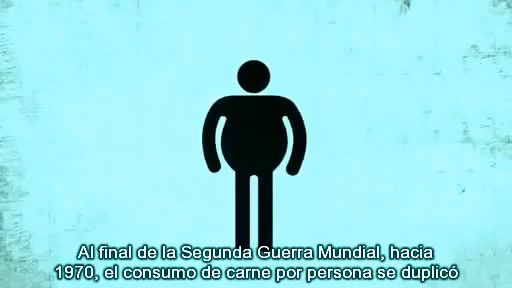 Al final de la Segunda Guerra Mundial, hacia
1970, el consumo de carne por persona se duplicó